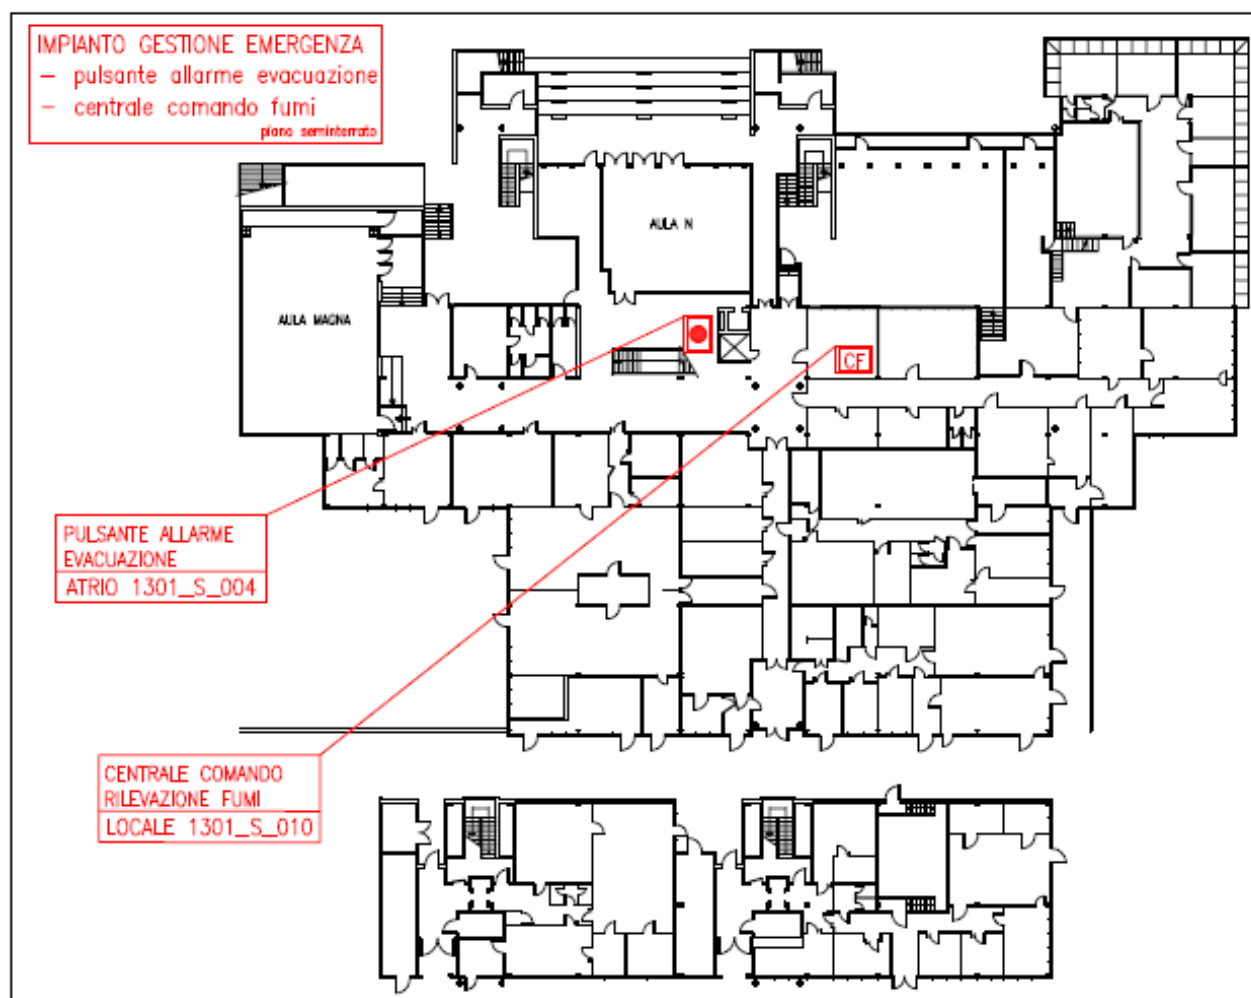 IMPIANTO GESTIONE EMERGENZA
– pulsante allarme evacuazione
– centrale comando fumi
piano seminterrato
AULA N
AULA MAGNA
CF
PULSANTE ALLARME
EVACUAZIONE
ATRIO 1301_S_004
CENTRALE COMANDO
RILEVAZIONE FUMI
LOCALE 1301_S_010